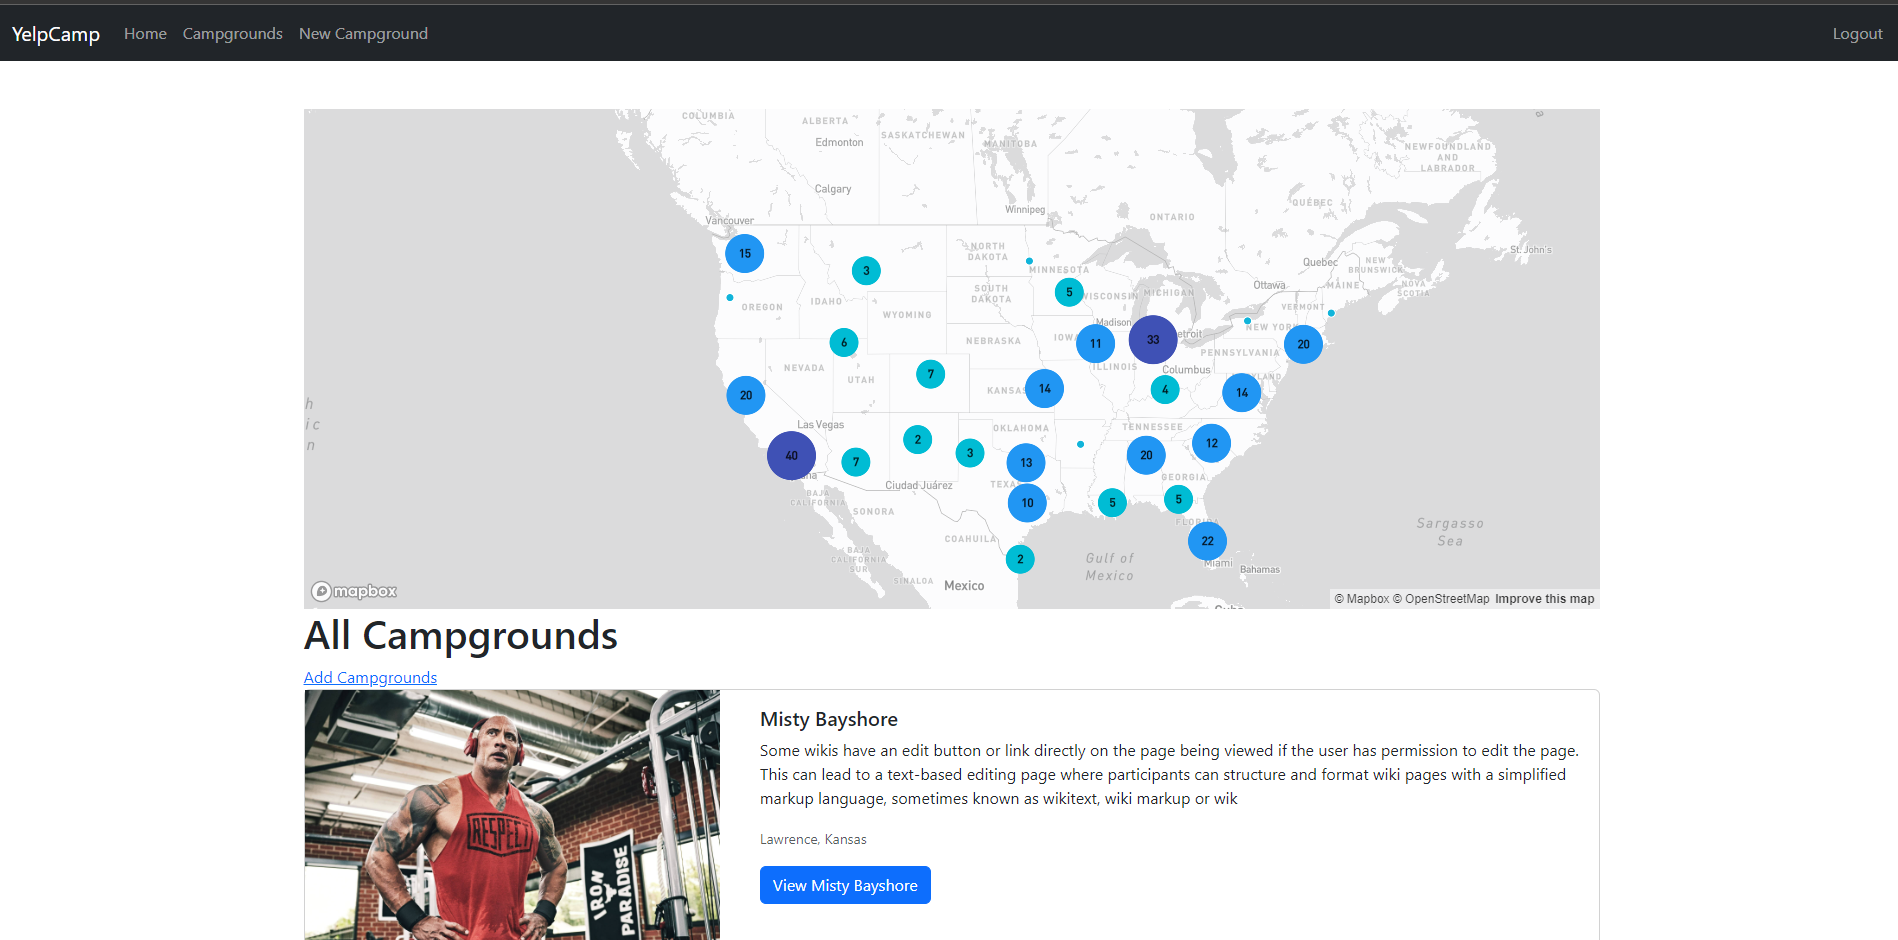 YelpCamp Home Campgrounds New Campground Logout
COLUMBIA
ALBERTA
Edmonton
SASKATCHEWAN
MANITOBA
NEWFOUNDLAND
AND
LABRADOR
Calgary
Winnipeg
ONTARIO
QUÉBEC
Vancouver
St. John's
15
3
NORTH
DAKOTA
MINNESOTA
Quebec
NEW
BRUNSWICK
NOVA
SCOTIA
MAINE
Ottawa
OREGON
IDAHO
SOUTH
DAKOTA
5
WISCONSIN
MICHIGAN
VERMONT
WYOMING
Madison
etroit
NEW YOR
6
NEBRASKA
IOW
11
33
20
PENNSYLVANIA
NEVADA
UTAH
7
ILLINOIS
Columbus
20
KANSAS
14
4
14
YLAND
h
ic
n
Las Vegas
2
OKLAHOMA
TENNESSEE
12
40
na
7
3
13
20
Ciudad Juárez
TEXA
GEORGIA
BAJA
CALIFORNIA
SONORA
10
5
5
FLORIDA
Sargasso
Sea
COAHUILA
22
BAJA
CALIFORNIA
SUR
2
Gulf of
Mexico
Miami
Bahamas
SINALOA
Mexico
mapbox
© Mapbox © OpenStreetMap Improve this map
All Campgrounds
Add Campgrounds
Misty Bayshore
Some wikis have an edit button or link directly on the page being viewed if the user has permission to edit the page.
This can lead to a text-based editing page where participants can structure and format wiki pages with a simplified
markup language, sometimes known as wikitext, wiki markup or wik
Lawrence, Kansas
View Misty Bayshore
RESPECT
IRON
PARADISE